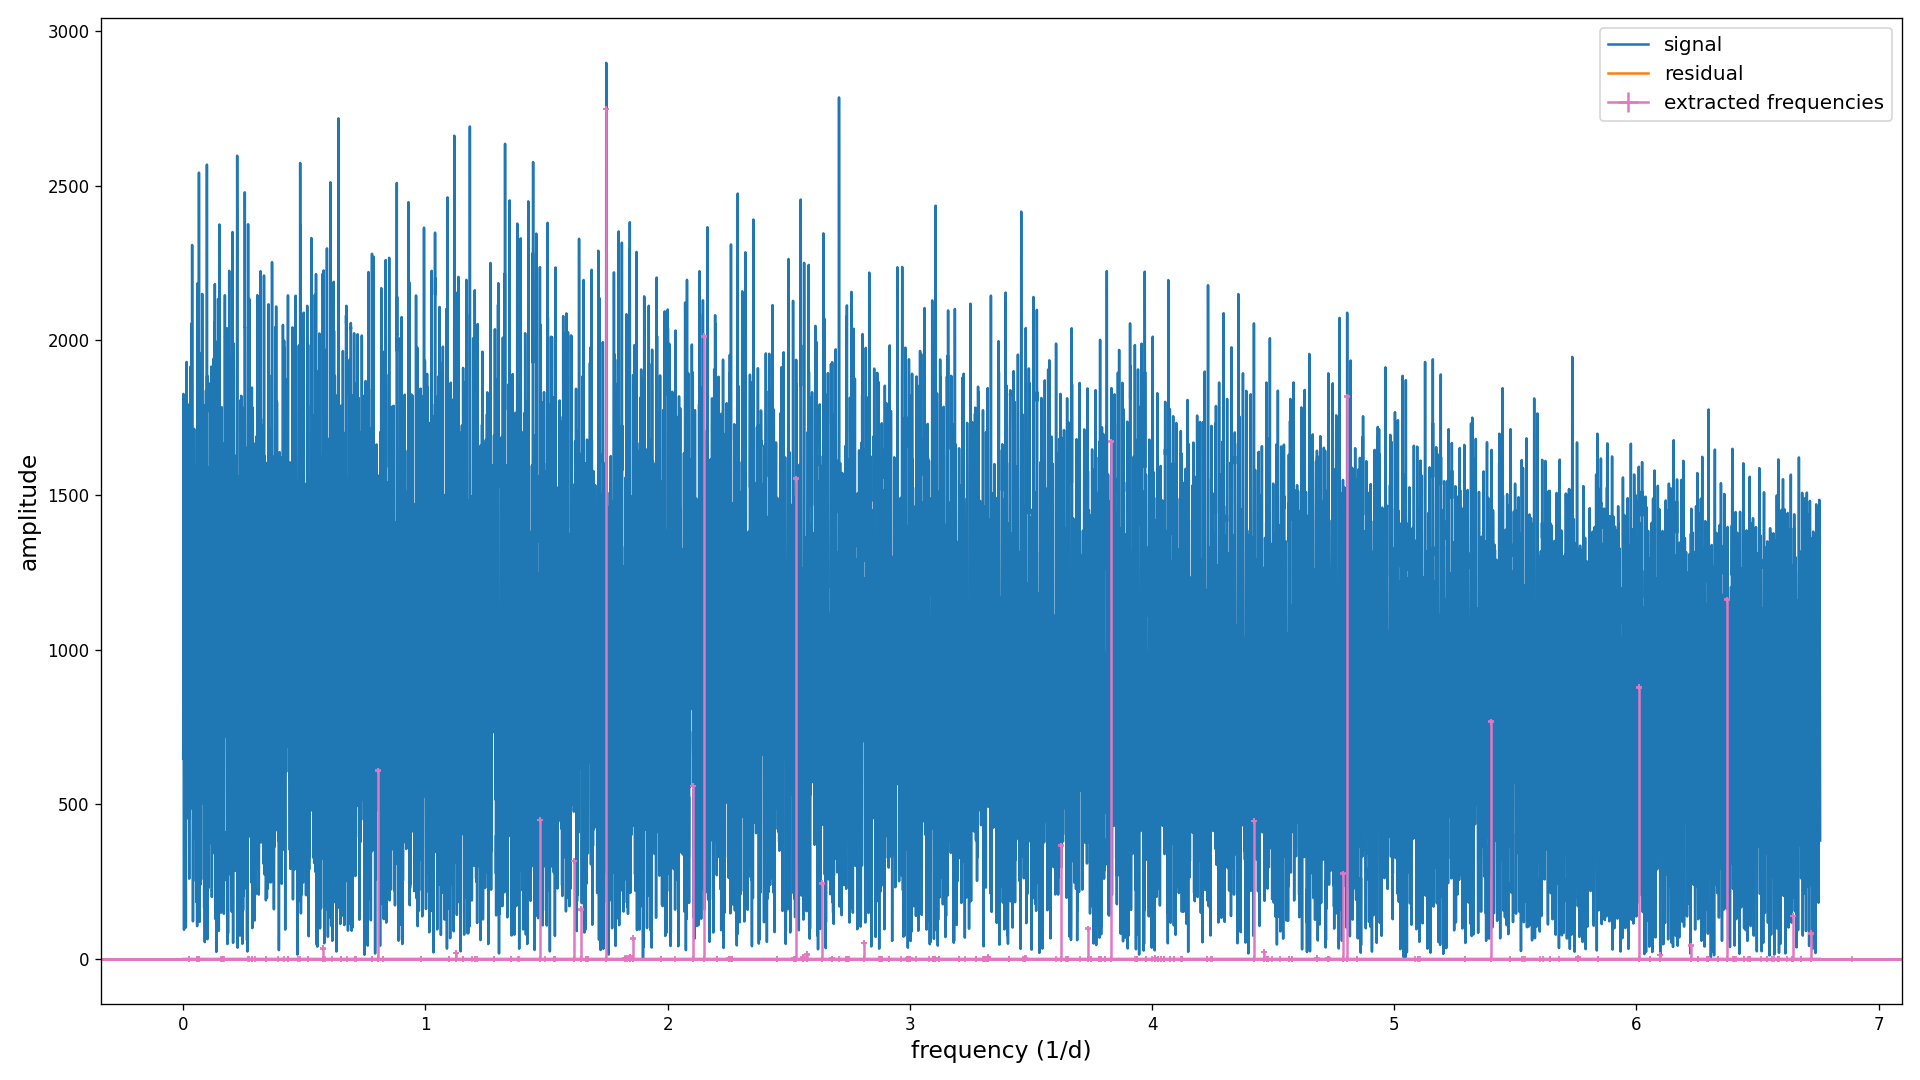 3000
2500
2000
1500
1000
500
0
amplitude
0 1 2 3 4 5 6 7
frequency (1/d)
signal
residual
extracted frequencies